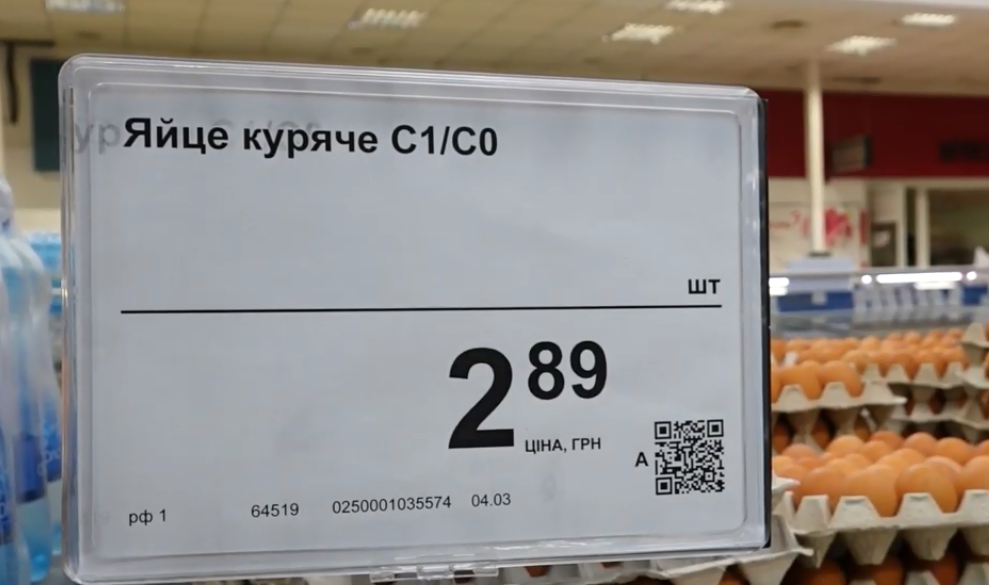 Яйце куряче С1/С0
шт
2 89
ЦІНА, ГРН
А
рф 1 64519 0250001035574 04.03